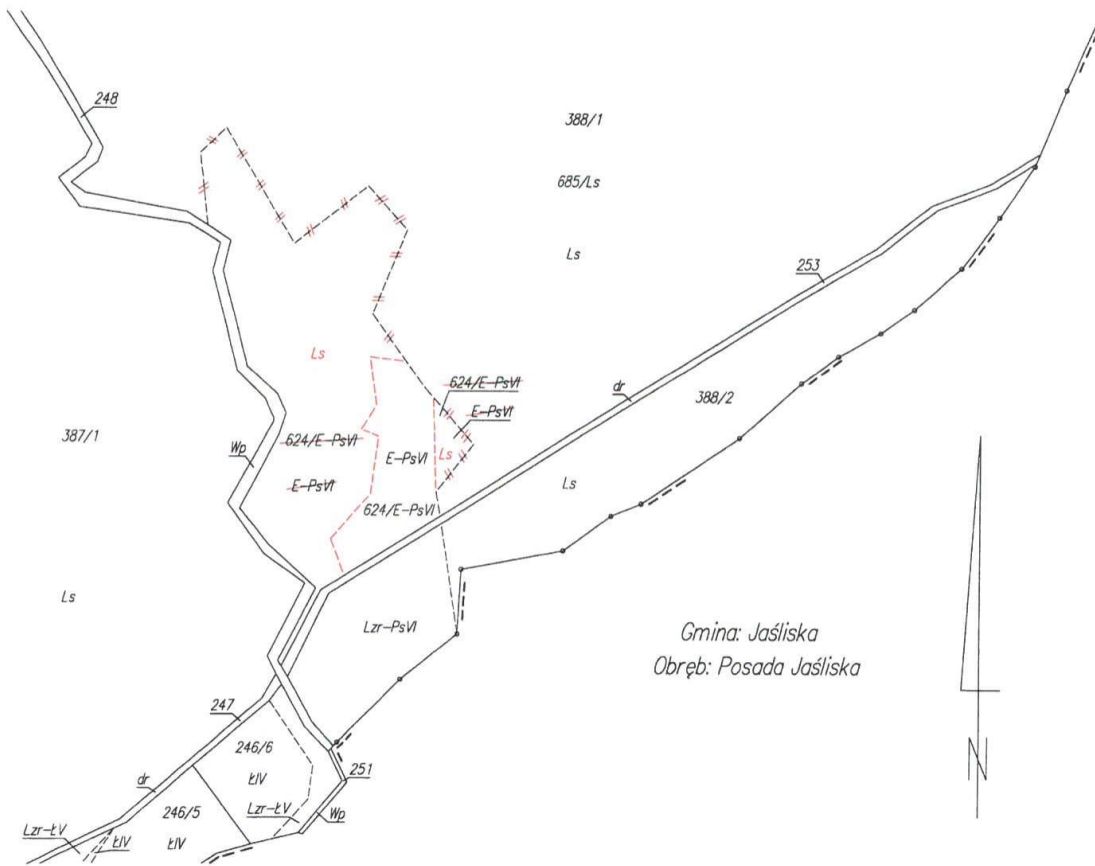 248
388/1
685/Ls
Ls
253
dr
388/2
Ls
Ls
624/E-PsVI
E-PsVI
Ls
387/1
Wp
624/E-PsVI
E-PsVI
E-PsVI
624/E-PsVI
Ls
Lzr-PsVI
Gmina: Jaśliska
Obręb: Posada Jaśliska
N
247
246/6
ŁIV
251
dr
Lzr-ŁV
Wp
246/5
Lzr-ŁV
ŁIV
ŁIV